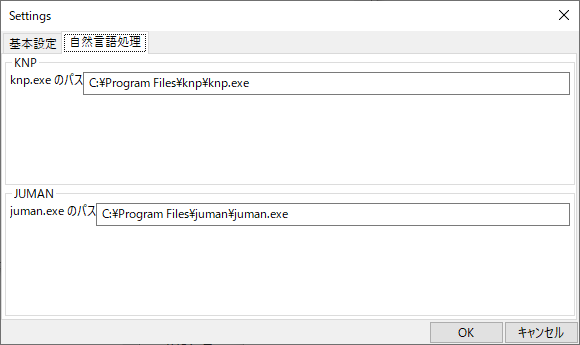 Settings
基本設定 自然言語処理
KNP
knp.exe のパス C:¥Program Files¥knp¥knp.exe
JUMAN
juman.exe のパス C:¥Program Files¥juman¥juman.exe
OK キャンセル